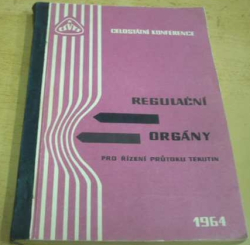 CELOSTÁTNÍ KONFERENCE
REGULAČNÍ
ORGÁNY
PRO ŘÍZENÍ PRŮTOKU TEKUTIN
1964